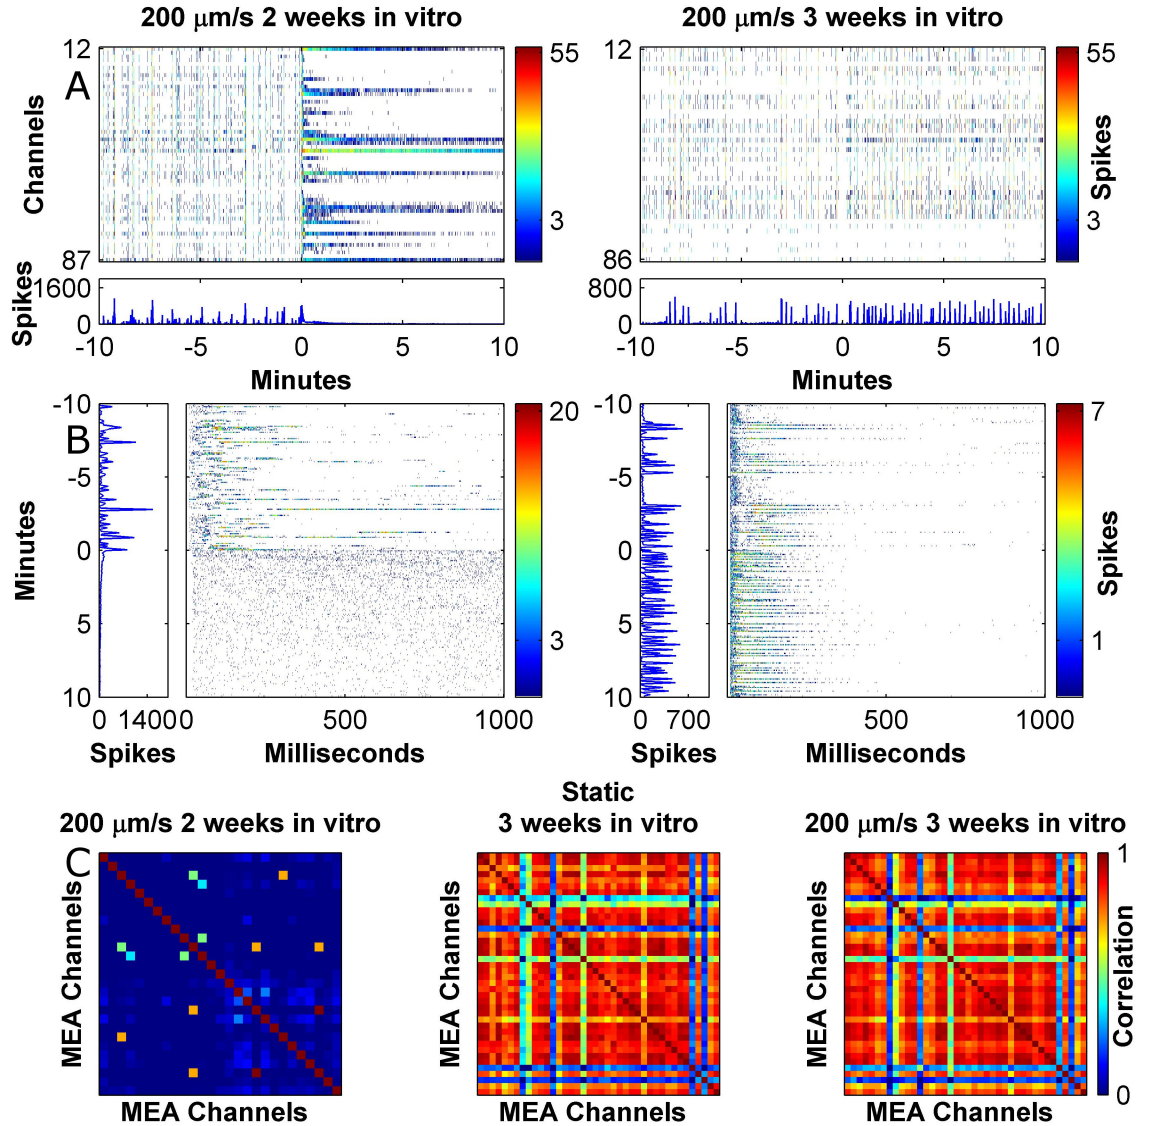 200 μm/s 2 weeks in vitro
200 μm/s 3 weeks in vitro
A
Channels
12
87
55
3
12
86
55
3
Spikes
Spikes
1600
0
-10 -5 0 5 10
Minutes
800
0
-10 -5 0 5 10
Minutes
B
Minutes
-10
-5
0
5
10
0 14000
Spikes
500 1000
Milliseconds
20
3
-10
-5
0
5
10
0 700
Spikes
500 1000
Milliseconds
7
1
Spikes
Static
200 μm/s 2 weeks in vitro
3 weeks in vitro
200 μm/s 3 weeks in vitro
C
MEA Channels
MEA Channels
MEA Channels
MEA Channels
MEA Channels
MEA Channels
1
0
Correlation